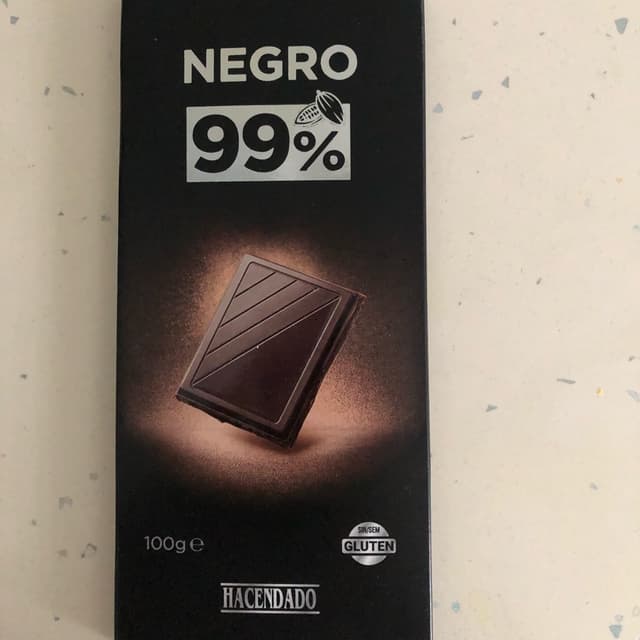 NEGRO
99%
100g℮
SIN/SEM
GLUTEN
HACENDADO